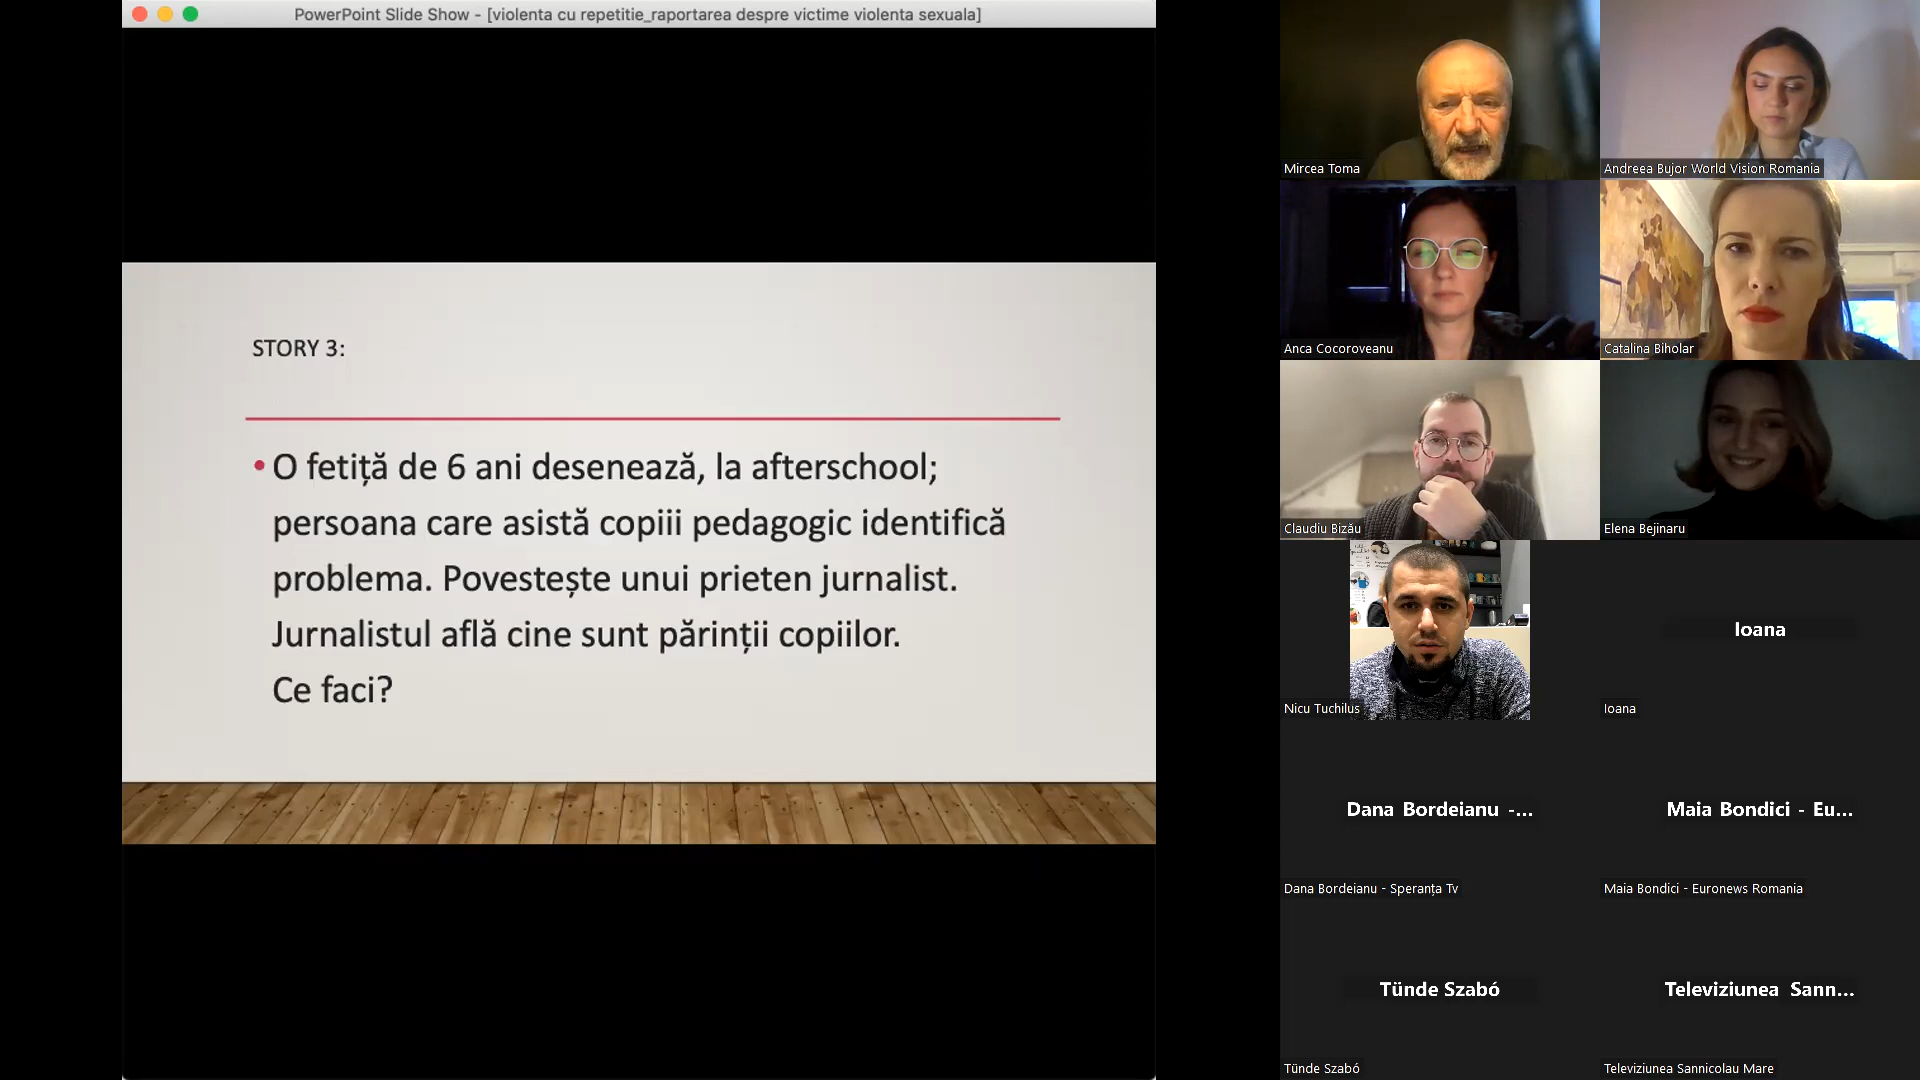 PowerPoint Slide Show - [violenta cu repetitie_raportarea despre victime violenta sexuala]
STORY 3:
• O fetiță de 6 ani desenează, la afterschool;
persoana care asistă copiii pedagogic identifică
problema. Povestește unui prieten jurnalist.
Jurnalistul află cine sunt părinții copiilor.
Ce faci?
Mircea Toma
Andreea Bujor World Vision Romania
Anca Cocoroveanu
Catalina Biholar
Claudiu Bizău
Elena Bejinaru
Nicu Tuchilus
Ioana
Ioana
Dana Bordeianu -...
Maia Bondici - Eu...
Dana Bordeianu - Speranța Tv
Maia Bondici - Euronews Romania
Tünde Szabó
Televiziunea Sann...
Tünde Szabó
Televiziunea Sannicolau Mare